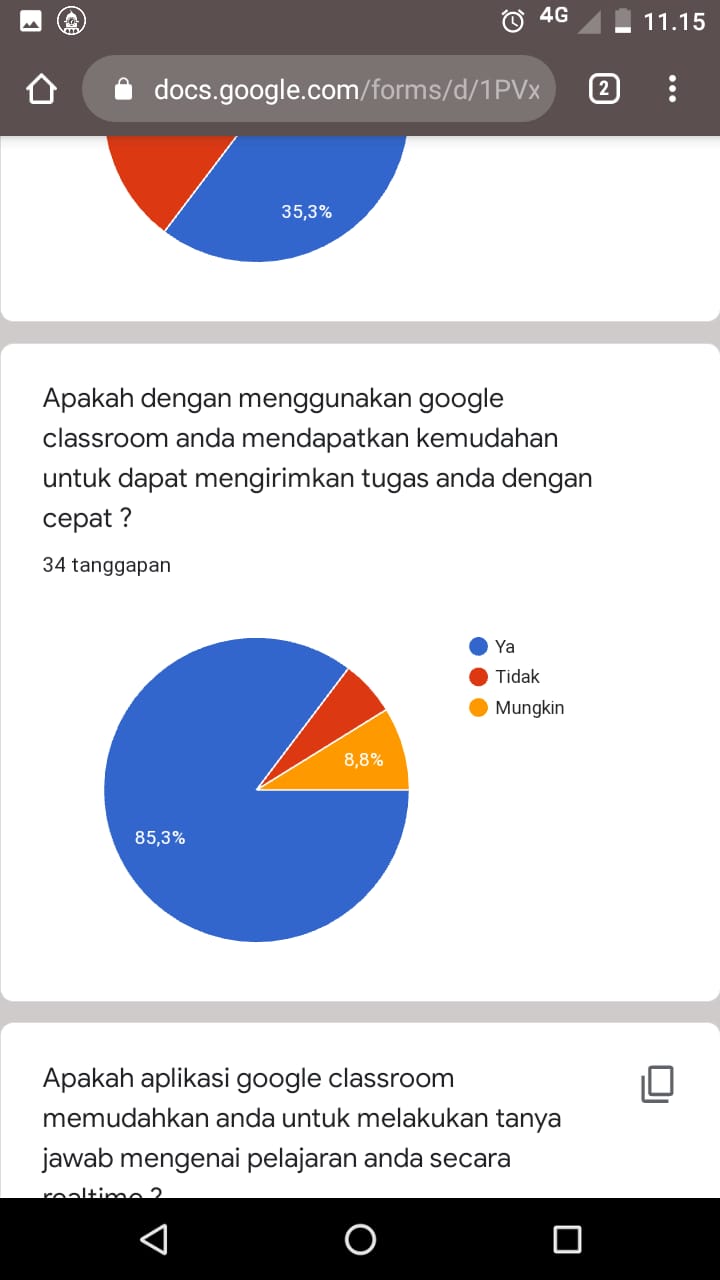 4G 11.15
docs.google.com/forms/d/1PVx
2
35,3%
Apakah dengan menggunakan google
classroom anda mendapatkan kemudahan
untuk dapat mengirimkan tugas anda dengan
cepat ?
34 tanggapan
Ya
Tidak
Mungkin
8,8%
85,3%
Apakah aplikasi google classroom
memudahkan anda untuk melakukan tanya
jawab mengenai pelajaran anda secara
realtime ?